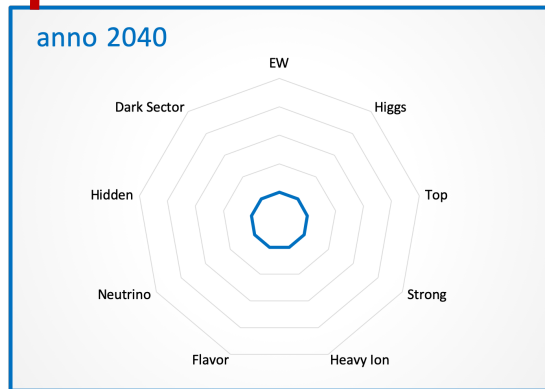 anno 2040
EW
Dark Sector
Higgs
Hidden
Top
Neutrino
Strong
Flavor
Heavy Ion